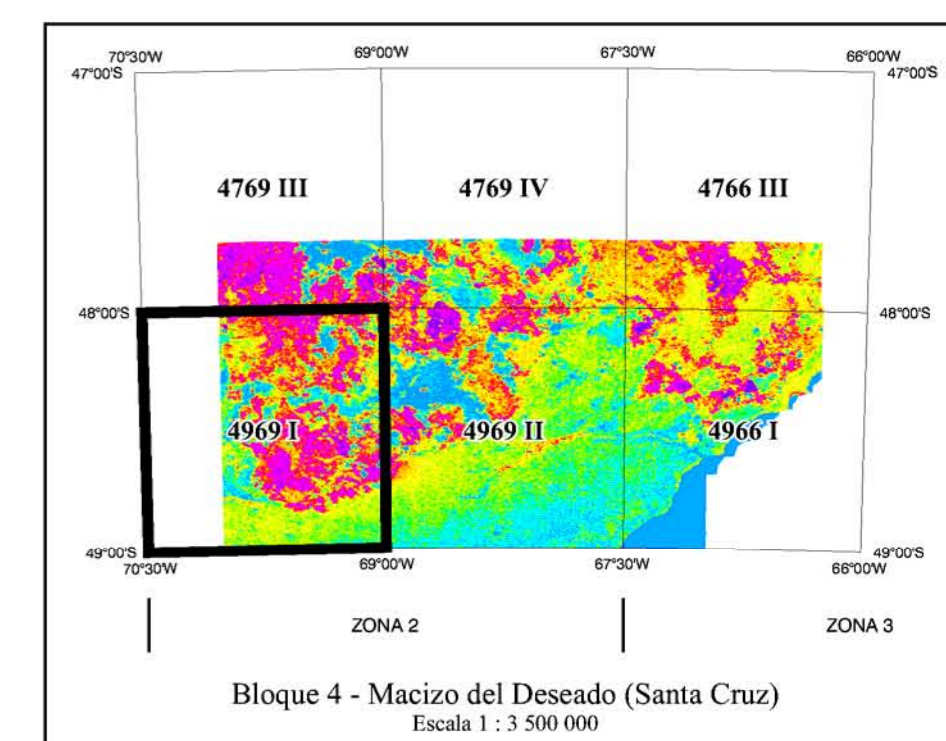 70°30'W 69°00'W 67°30'W 66°00'W
47°00'S 47°00'S
4769 III 4769 IV 4766 III
48°00'S 48°00'S
4969 I 4969 II 4966 I
49°00'S 49°00'S
70°30'W 69°00'W 67°30'W 66°00'W
ZONA 2 ZONA 3
Bloque 4 - Macizo del Deseado (Santa Cruz)
Escala 1 : 3 500 000